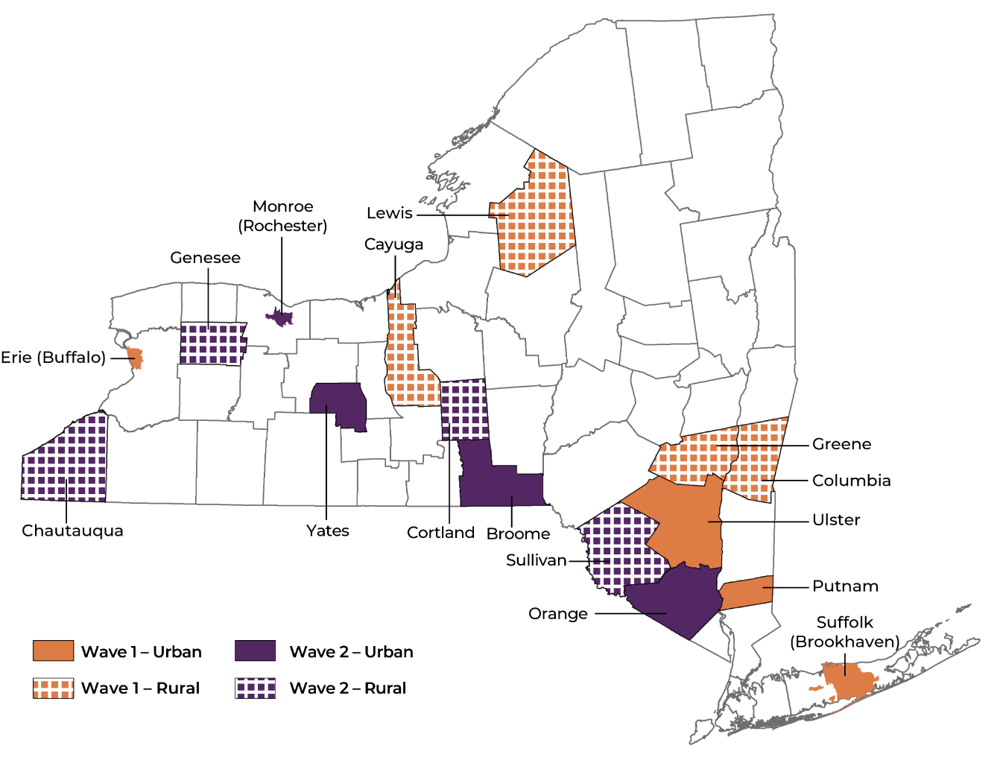 Monroe
(Rochester)
Lewis
Cayuga
Genesee
Erie (Buffalo)
Greene
Columbia
Ulster
Chautauqua
Yates
Cortland
Broome
Sullivan
Putnam
Orange
Suffolk
(Brookhaven)
Wave 1 – Urban
Wave 2 – Urban
Wave 1 – Rural
Wave 2 – Rural